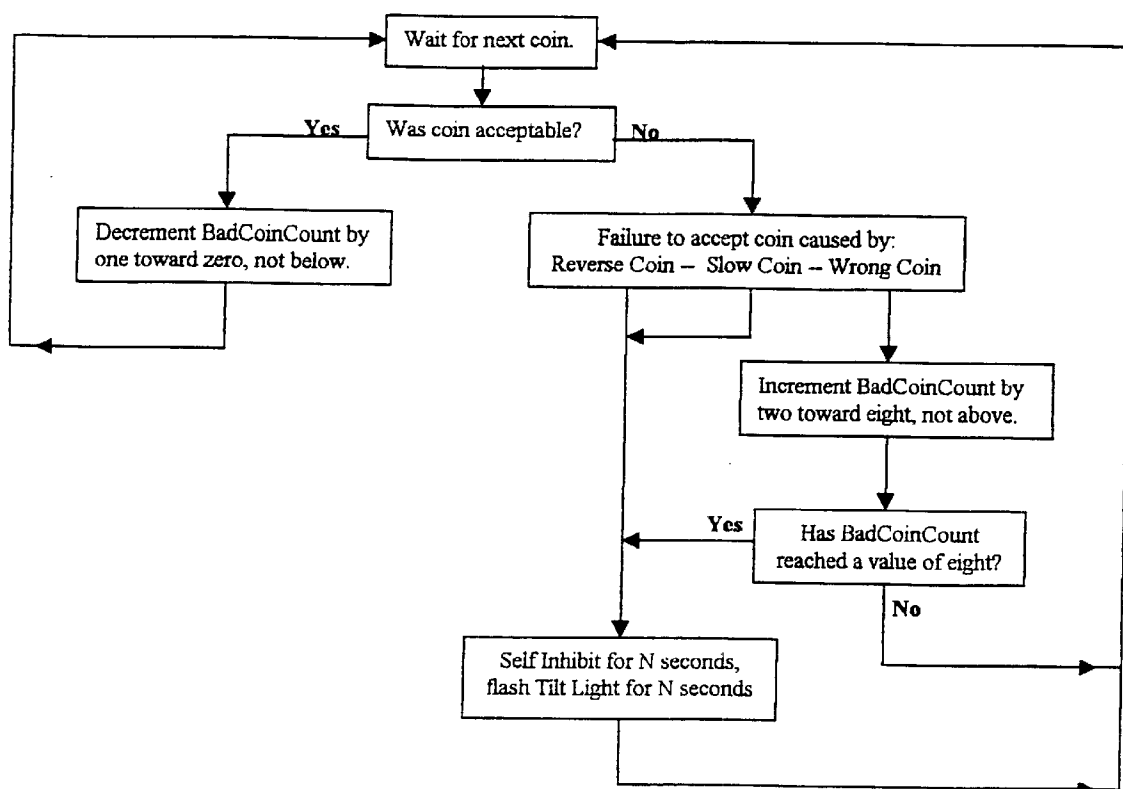 Wait for next coin.
Yes
Was coin acceptable?
No
Decrement BadCoinCount by
one toward zero, not below.
Failure to accept coin caused by:
Reverse Coin – Slow Coin – Wrong Coin
Increment BadCoinCount by
two toward eight, not above.
Yes
Has BadCoinCount
reached a value of eight?
No
Self Inhibit for N seconds,
flash Tilt Light for N seconds